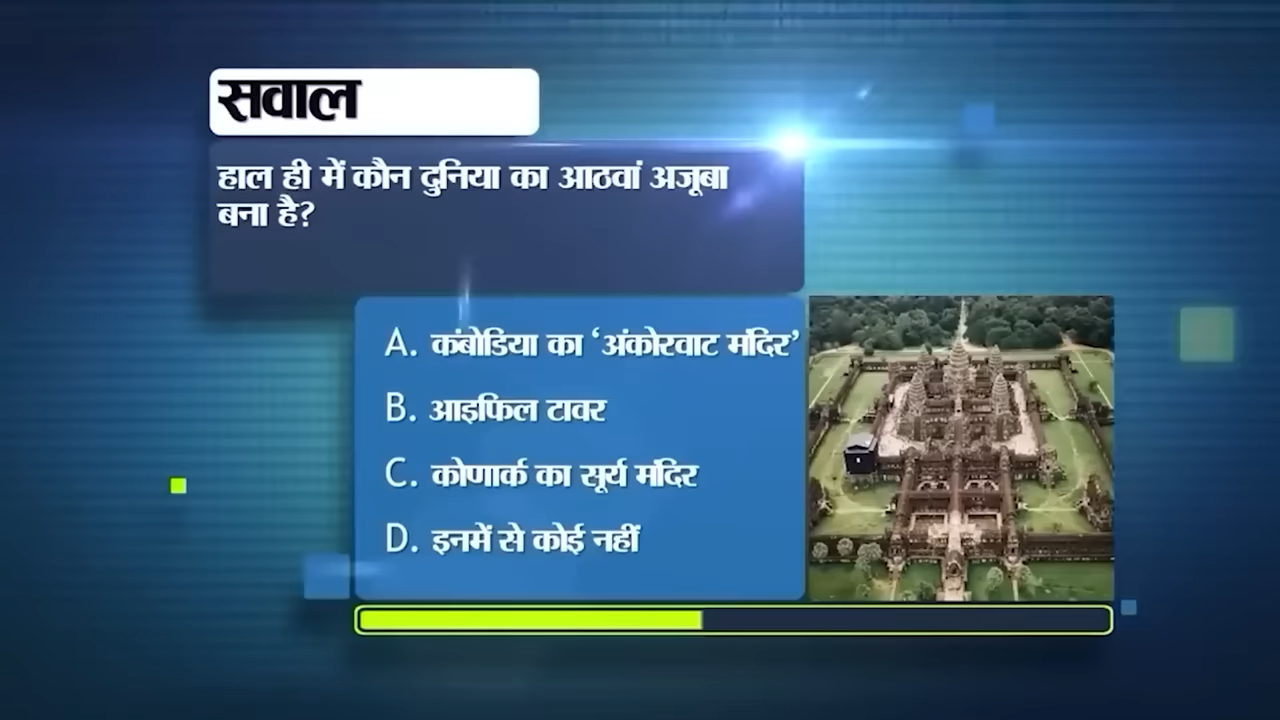 सवाल
हाल ही में कौन दुनिया का आठवां अजूबा
बना है?
A. कंबोडिया का ‘अंकोरवाट मंदिर’
B. आइफिल टावर
C. कोणार्क का सूर्य मंदिर
D. इनमें से कोई नहीं